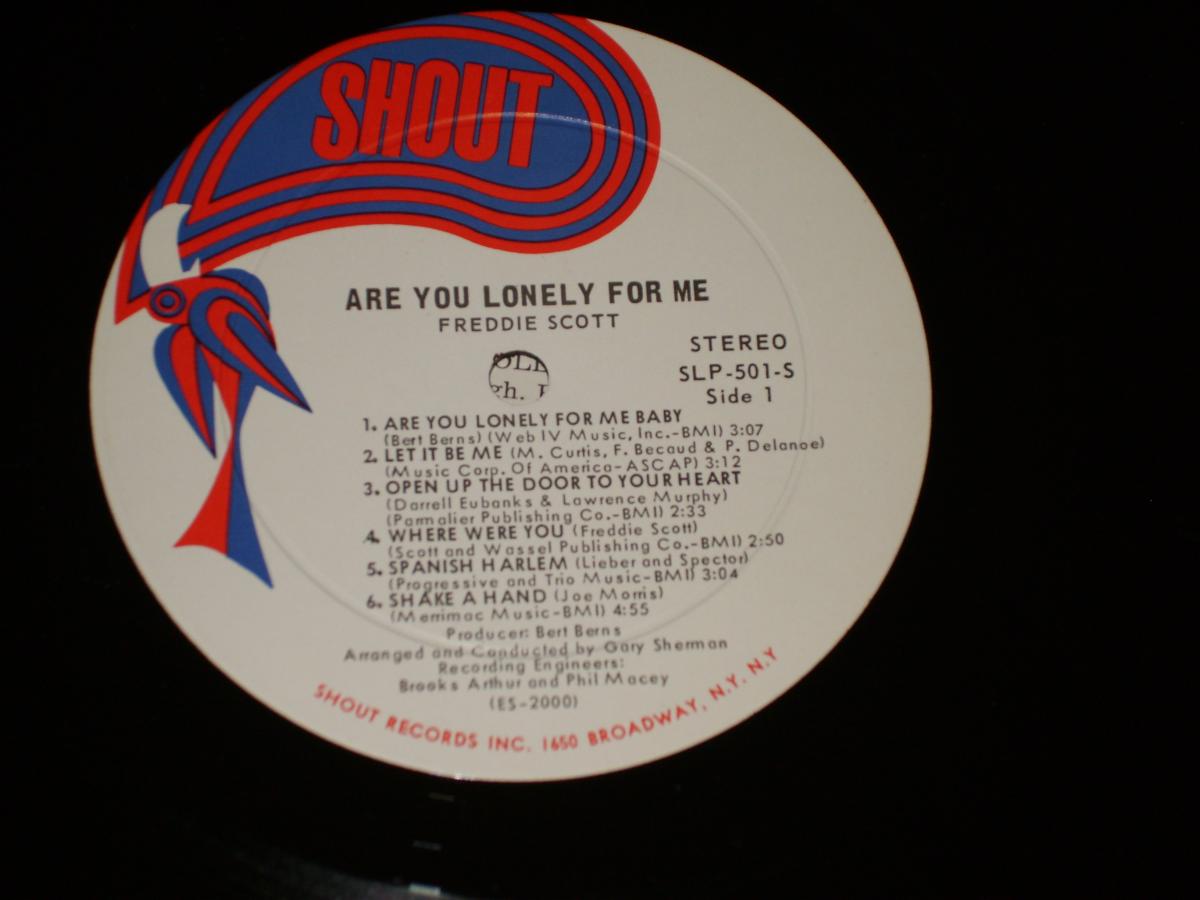 SHOUT
ARE YOU LONELY FOR ME
FREDDIE SCOTT
STEREO
SLP-501-S
Side 1
1. ARE YOU LONELY FOR ME BABY
(Bert Berns) (Web IV Music, Inc.-BMI) 3:07
2. LET IT BE ME (M. Curtis, F. Becaud & P. Delanoe)
(Music Corp. Of America-ASCAP) 3:12
3. OPEN UP THE DOOR TO YOUR HEART
(Darrell Eubanks & Lawrence Murphy)
(Parmalier Publishing Co.-BMI) 2:33
4. WHERE WERE YOU (Freddie Scott)
(Scott and Wassel Publishing Co.-BMI) 2:50
5. SPANISH HARLEM (Lieber and Spector)
(Progressive and Trio Music-BMI) 3:04
6. SHAKE A HAND (Joe Morris)
(Merrimac Music-BMI) 4:55
Producer: Bert Berns
Arranged and Conducted by Gary Sherman
Recording Engineers:
Brooks Arthur and Phil Macey
(ES-2000)
SHOUT RECORDS INC. 1650 BROADWAY, N.Y. N.Y